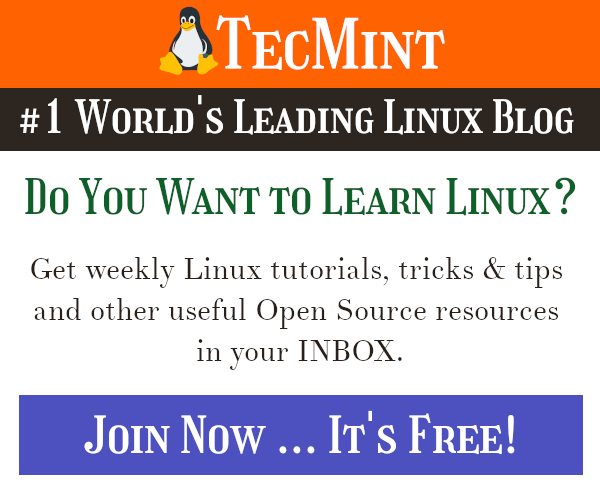 TecMint
#1 World's Leading Linux Blog
Do You Want to Learn Linux?
Get weekly Linux tutorials, tricks & tips
and other useful Open Source resources
in your INBOX.
Join Now ... It's Free!